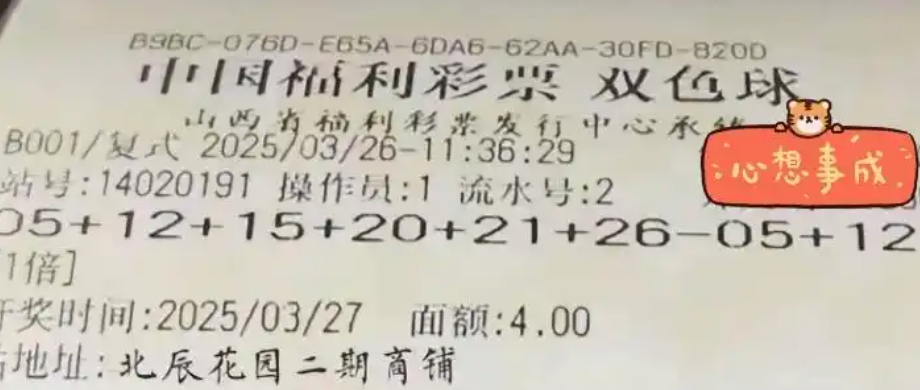 B9BC-076D-E65A-6DA6-62AA-30FD-820D
中国福利彩票 双色球
山西省福利彩票发行中心承销
B001/复式 2025/03/26-11:36:29
心想事成
站号:14020191 操作员:1 流水号:2
05+12+15+20+21+26-05+12
1倍]
开奖时间:2025/03/27 面额:4.00
地址:北辰花园二期商铺